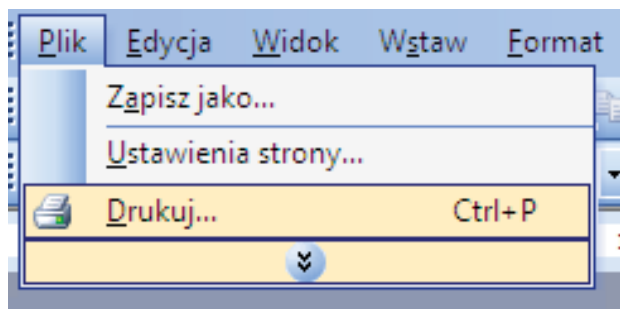 Plik Edycja Widok Wstaw Format
Zapisz jako...
Ustawienia strony...
Drukuj... Ctrl+P